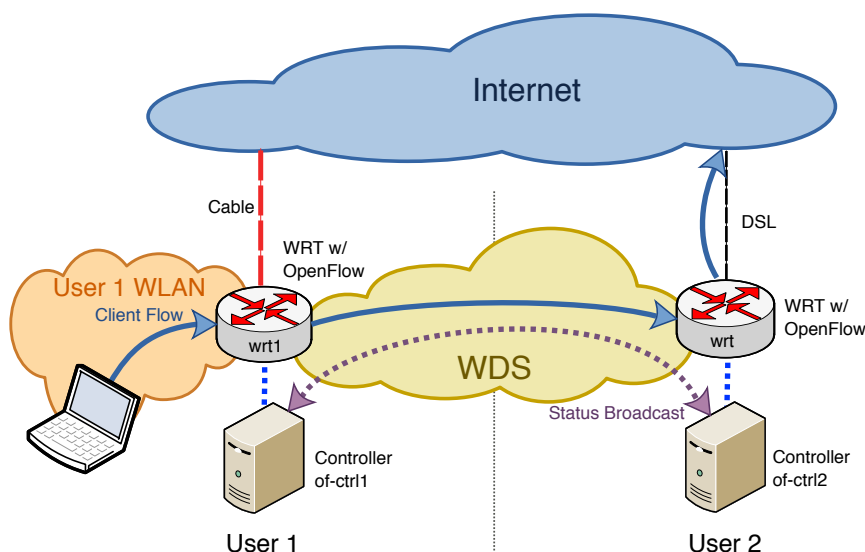 Internet
Cable
DSL
WRT w/
OpenFlow
User 1 WLAN
Client Flow
wrt1
WRT w/
OpenFlow
wrt
WDS
Status Broadcast
Controller
of-ctrl1
Controller
of-ctrl2
User 1
User 2